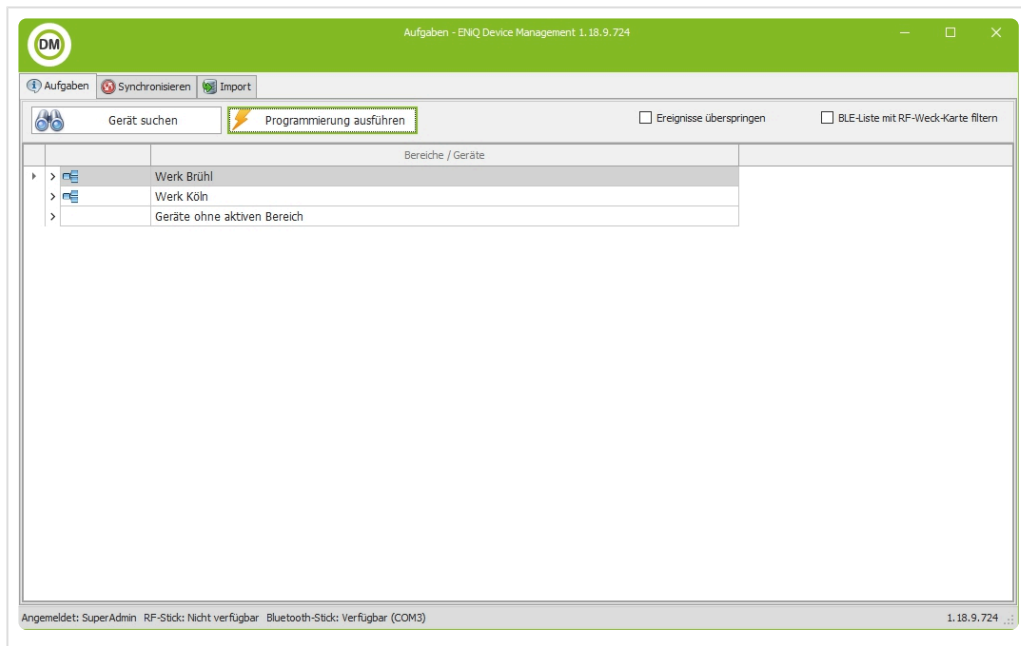 DM
Aufgaben - ENiQ Device Management 1.18.9.724
Aufgaben Synchronisieren Import
Gerät suchen Programmierung ausführen Ereignisse überspringen BLE-Liste mit RF-Weck-Karte filtern
Bereiche / Geräte
Werk Brühl
Werk Köln
Geräte ohne aktiven Bereich
Angemeldet: SuperAdmin RF-Stick: Nicht verfügbar Bluetooth-Stick: Verfügbar (COM3) 1.18.9.724